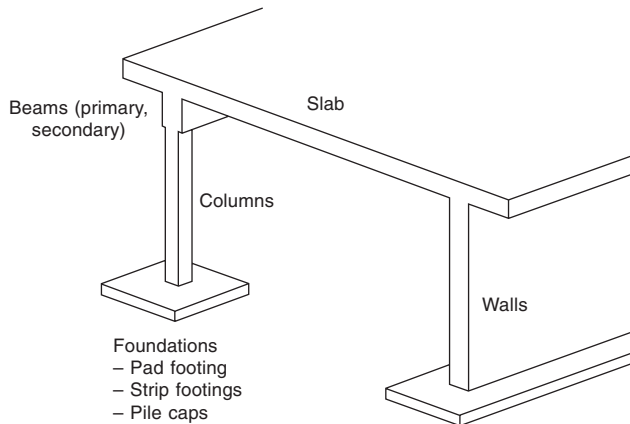 Slab
Beams (primary,
secondary)
Columns
Walls
Foundations
– Pad footing
– Strip footings
– Pile caps